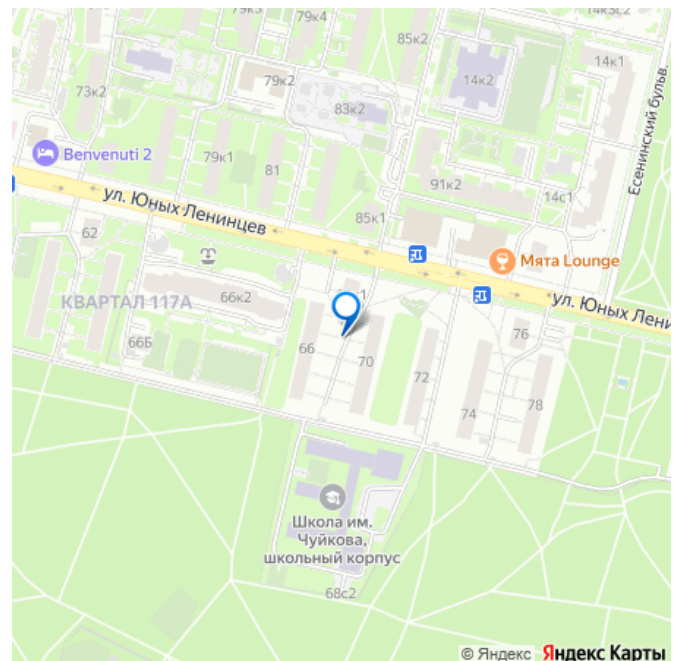 79к3
79к4
85к2
14к3с2
14к1
73к2
79к2
14к2
83к2
Есенинский бульв.
Benvenuti 2
79к1
81
91к2
14с1
ул. Юных Ленинцев
85к1
62
Мята Lounge
КВАРТАЛ 117А
66к2
ул. Юных Лени
66Б
66
70
76
72
74
78
Школа им.
Чуйкова,
школьный корпус
68с2
© Яндекс Яндекс Карты